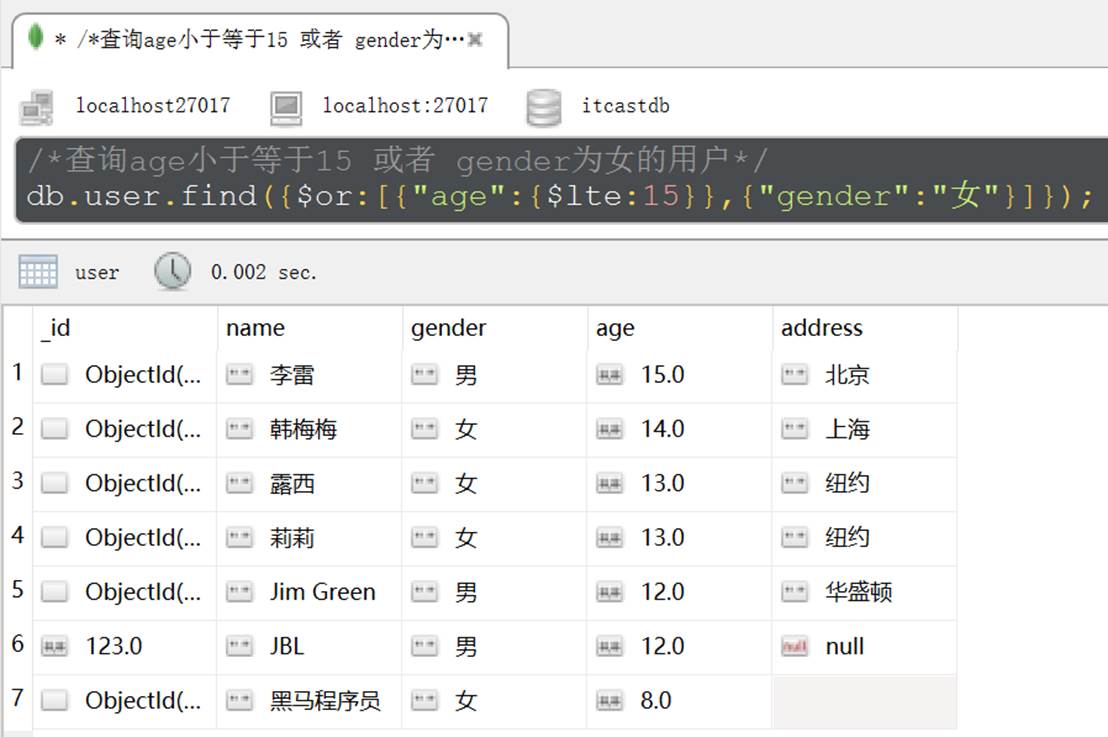 * /*查询age小于等于15 或者 gender为…
localhost27017 localhost:27017 itcastdb
/*查询age小于等于15 或者 gender为女的用户*/
db.user.find({$or:[{"age":{$lte:15}},{"gender":"女"}]});
user 0.002 sec.
_id name gender age address
1 ObjectId(... 李雷 男 15.0 北京
2 ObjectId(... 韩梅梅 女 14.0 上海
3 ObjectId(... 露西 女 13.0 纽约
4 ObjectId(... 莉莉 女 13.0 纽约
5 ObjectId(... Jim Green 男 12.0 华盛顿
6 123.0 JBL 男 12.0 null null
7 ObjectId(... 黑马程序员 女 8.0